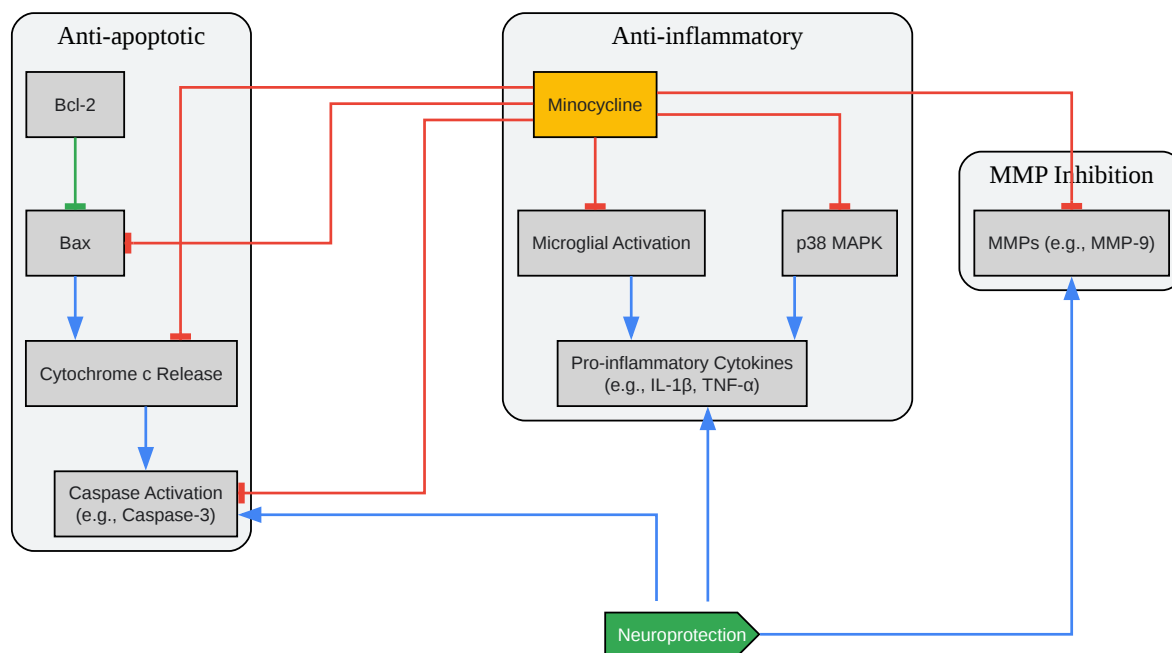 Anti-apoptotic
Bcl-2
Bax
Cytochrome c Release
Caspase Activation
(e.g., Caspase-3)
Anti-inflammatory
Minocycline
Microglial Activation
p38 MAPK
Pro-inflammatory Cytokines
(e.g., IL-1β, TNF-α)
MMP Inhibition
MMPs (e.g., MMP-9)
Neuroprotection